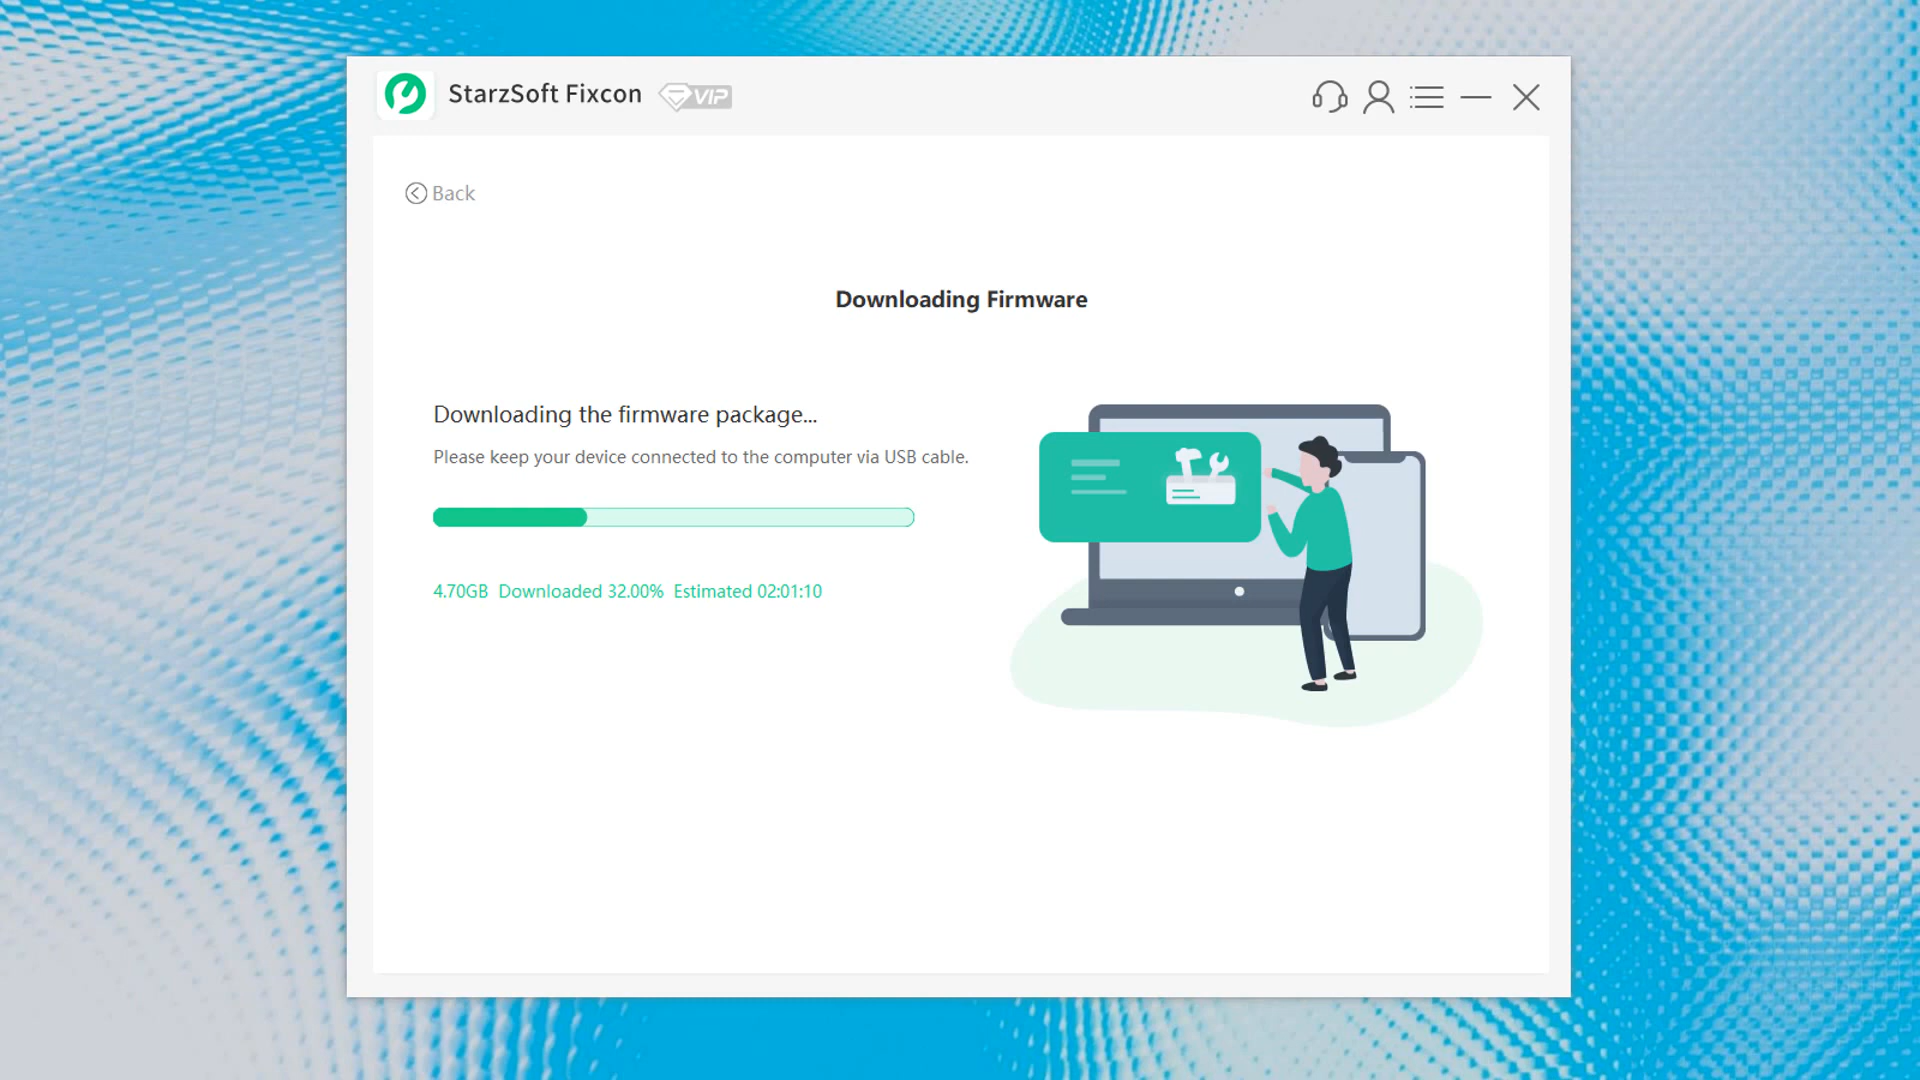 StarzSoft Fixcon VIP
Back
Downloading Firmware
Downloading the firmware package...
Please keep your device connected to the computer via USB cable.
4.70GB Downloaded 32.00% Estimated 02:01:10